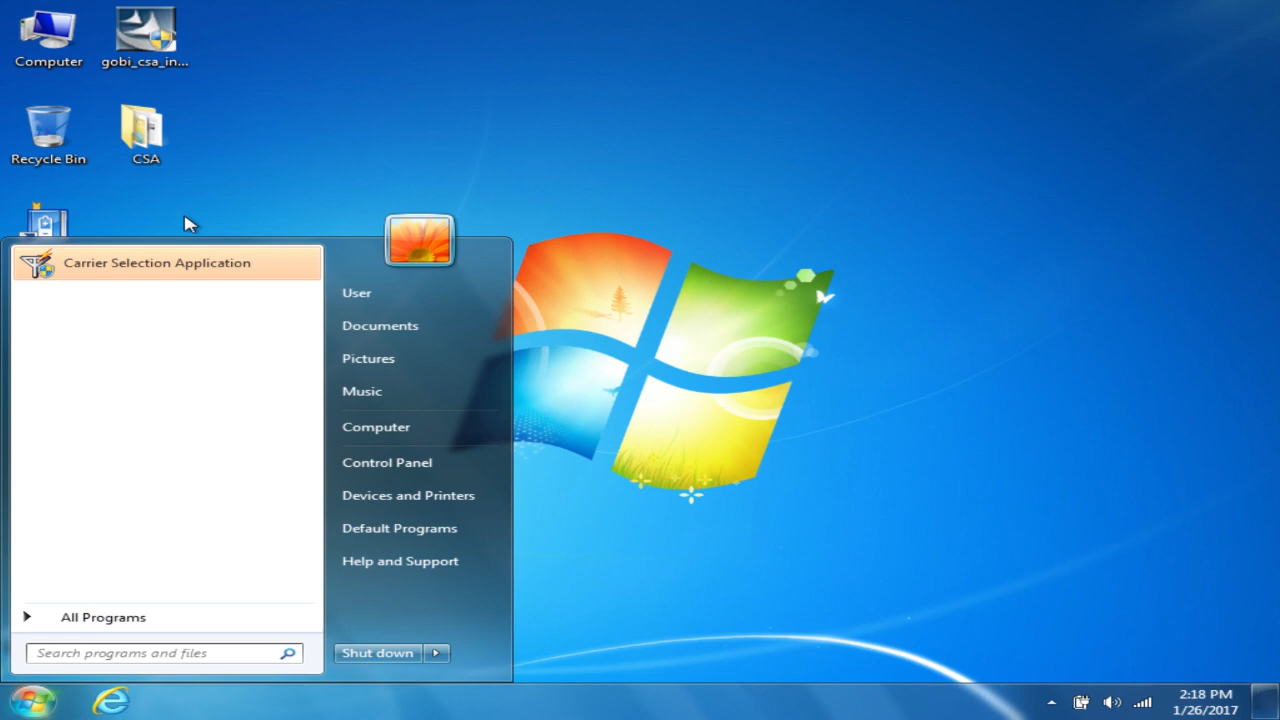 Computer
gobi_csa_in...
Recycle Bin
CSA
Carrier Selection Application
User
Documents
Pictures
Music
Computer
Control Panel
Devices and Printers
Default Programs
Help and Support
All Programs
Search programs and files
Shut down
2:18 PM
1/26/2017